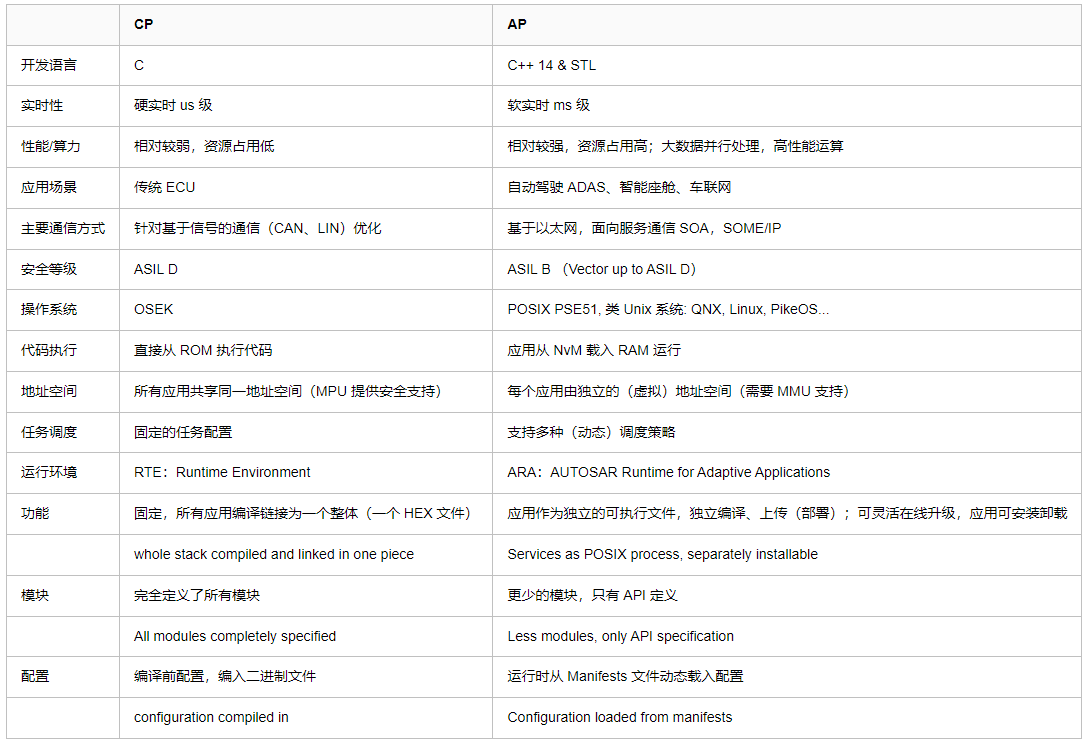 CP AP
开发语言 C C++ 14 & STL
实时性 硬实时 us 级 软实时 ms 级
性能/算力 相对较弱，资源占用低 相对较强，资源占用高；大数据并行处理，高性能运算
应用场景 传统 ECU 自动驾驶 ADAS、智能座舱、车联网
主要通信方式 针对基于信号的通信（CAN、LIN）优化 基于以太网，面向服务通信 SOA，SOME/IP
安全等级 ASIL D ASIL B （Vector up to ASIL D）
操作系统 OSEK POSIX PSE51, 类 Unix 系统: QNX, Linux, PikeOS...
代码执行 直接从 ROM 执行代码 应用从 NvM 载入 RAM 运行
地址空间 所有应用共享同一地址空间（MPU 提供安全支持） 每个应用由独立的（虚拟）地址空间（需要 MMU 支持）
任务调度 固定的任务配置 支持多种（动态）调度策略
运行环境 RTE：Runtime Environment ARA：AUTOSAR Runtime for Adaptive Applications
功能 固定，所有应用编译链接为一个整体（一个 HEX 文件） 应用作为独立的可执行文件，独立编译、上传（部署）；可灵活在线升级，应用可安装卸载
whole stack compiled and linked in one piece Services as POSIX process, separately installable
模块 完全定义了所有模块 更少的模块，只有 API 定义
All modules completely specified Less modules, only API specification
配置 编译前配置，编入二进制文件 运行时从 Manifests 文件动态载入配置
configuration compiled in Configuration loaded from manifests